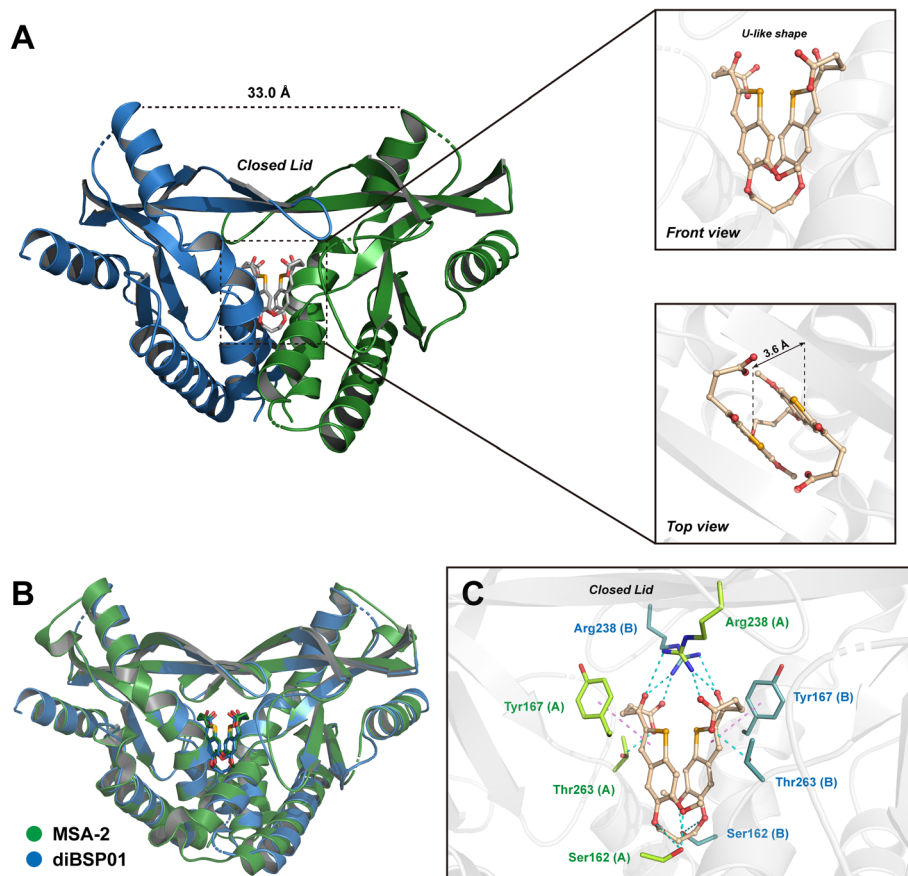 A
33.0 Å
Closed Lid
U-like shape
Front view
3.6 Å
Top view
B
MSA-2
diBSP01
C
Closed Lid
Arg238 (B)
Arg238 (A)
Tyr167 (A)
Tyr167 (B)
Thr263 (A)
Thr263 (B)
Ser162 (B)
Ser162 (A)